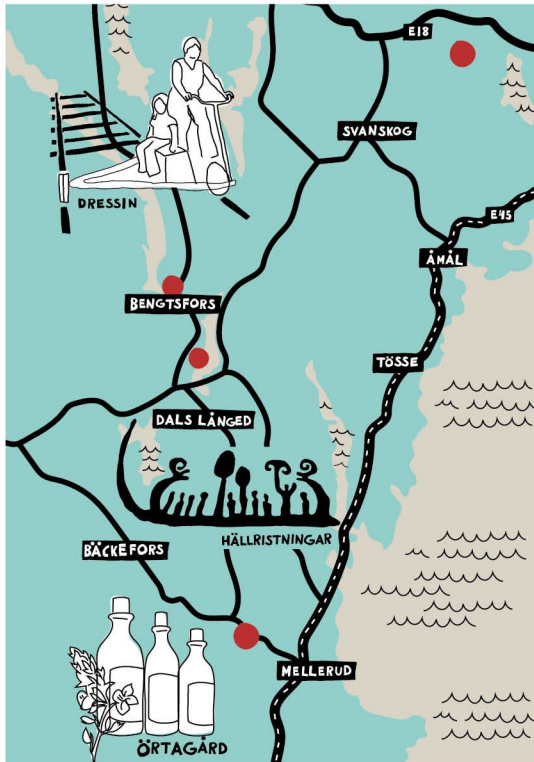 E18
SVANSKOG
DRESSIN
E45
ÅMÅL
BENGTSFORS
TÖSSE
DALS LÅNGED
HÄLLRISTNINGAR
BÄCKEFORS
MELLERUD
ÖRTAGÅRD